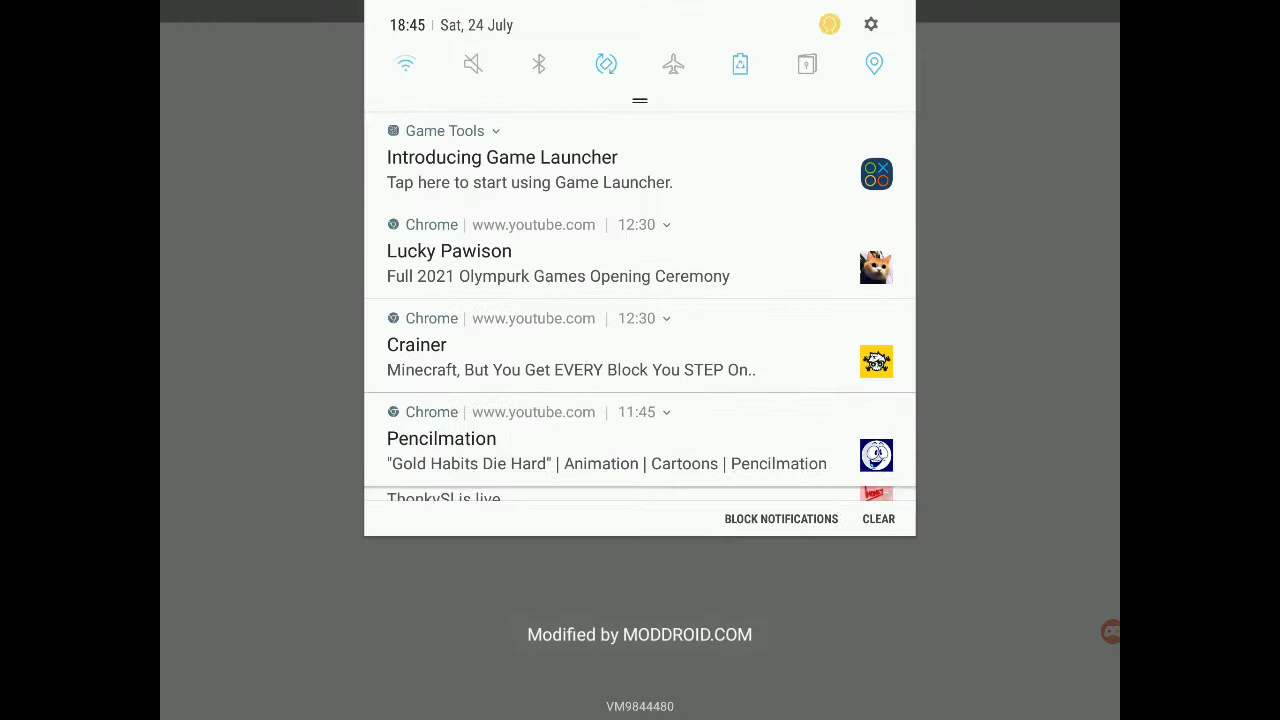 18:45 | Sat, 24 July
Game Tools
Introducing Game Launcher
Tap here to start using Game Launcher.
Chrome | www.youtube.com | 12:30
Lucky Pawison
Full 2021 Olympurk Games Opening Ceremony
Chrome | www.youtube.com | 12:30
Crainer
Minecraft, But You Get EVERY Block You STEP On..
Chrome | www.youtube.com | 11:45
Pencilmation
"Gold Habits Die Hard" | Animation | Cartoons | Pencilmation
ThonkySI is live
BLOCK NOTIFICATIONS CLEAR
Modified by MODDROID.COM
VM9844480